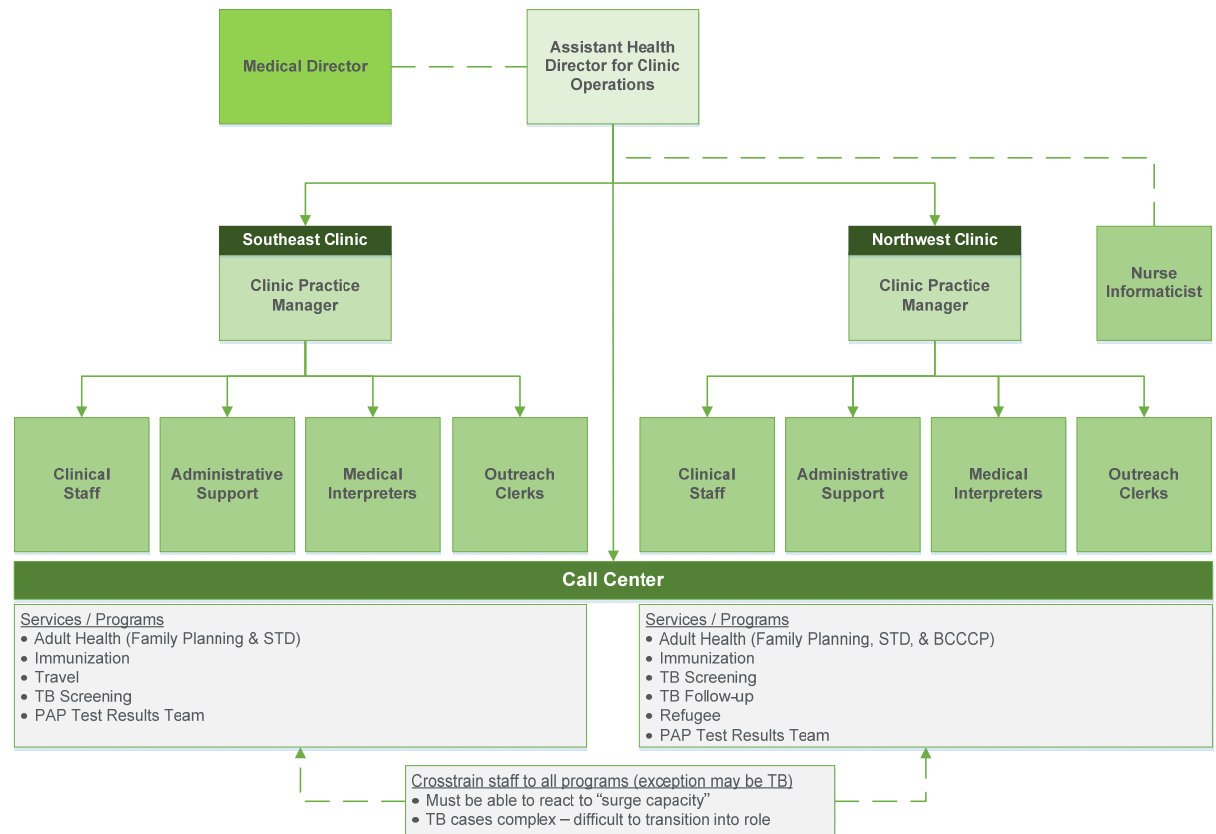 Medical Director
Assistant Health
Director for Clinic
Operations
Southeast Clinic
Clinic Practice
Manager
Northwest Clinic
Clinic Practice
Manager
Nurse
Informaticist
Clinical
Staff
Administrative
Support
Medical
Interpreters
Outreach
Clerks
Clinical
Staff
Administrative
Support
Medical
Interpreters
Outreach
Clerks
Call Center
Services / Programs
• Adult Health (Family Planning & STD)
• Immunization
• Travel
• TB Screening
• PAP Test Results Team
Services / Programs
• Adult Health (Family Planning, STD, & BCCCP)
• Immunization
• TB Screening
• TB Follow-up
• Refugee
• PAP Test Results Team
Crosstrain staff to all programs (exception may be TB)
• Must be able to react to “surge capacity”
• TB cases complex – difficult to transition into role